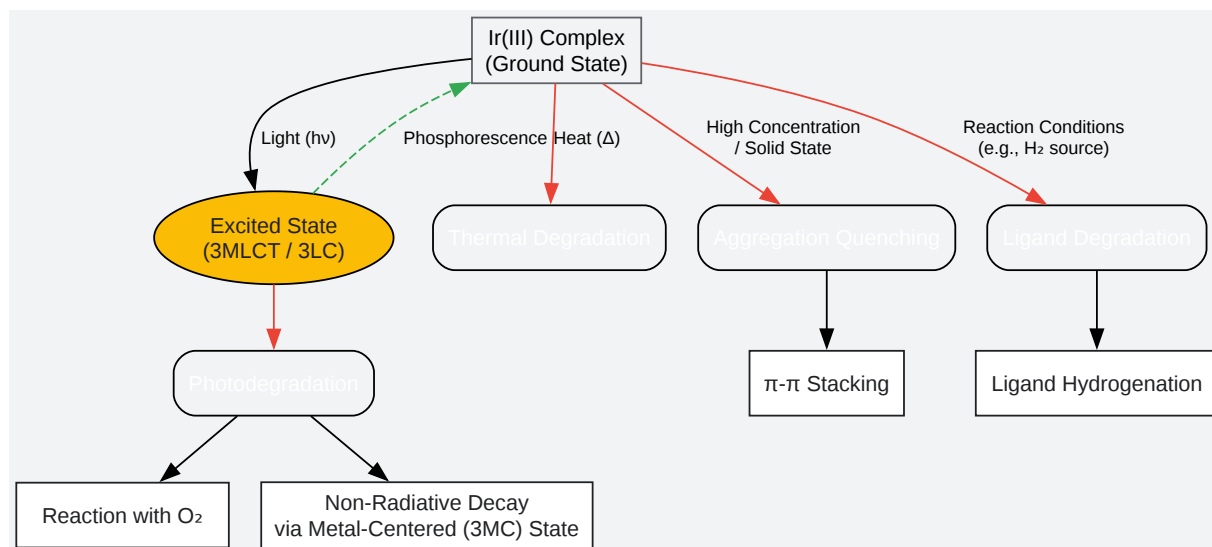 Ir(III) Complex
(Ground State)
Light (hν)
Phosphorescence
Heat (Δ)
High Concentration
/ Solid State
Reaction Conditions
(e.g., H₂ source)
Excited State
(3MLCT / 3LC)
Thermal Degradation
Aggregation Quenching
Ligand Degradation
Photodegradation
π-π Stacking
Ligand Hydrogenation
Reaction with O₂
Non-Radiative Decay
via Metal-Centered (3MC) State